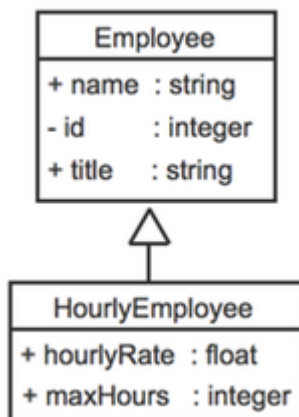 Employee
+ name : string
- id : integer
+ title : string
HourlyEmployee
+ hourlyRate : float
+ maxHours : integer